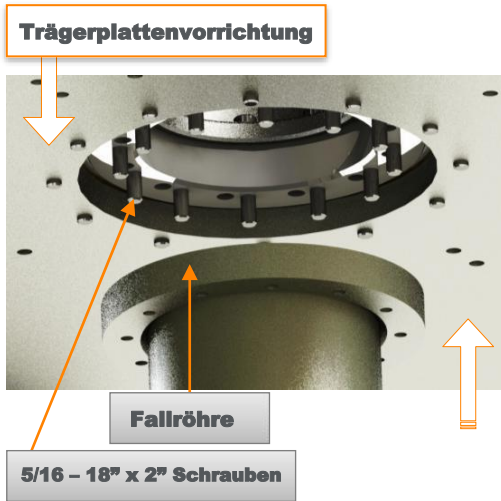 Trägerplattenvorrichtung
Fallröhre
5/16 – 18” x 2” Schrauben